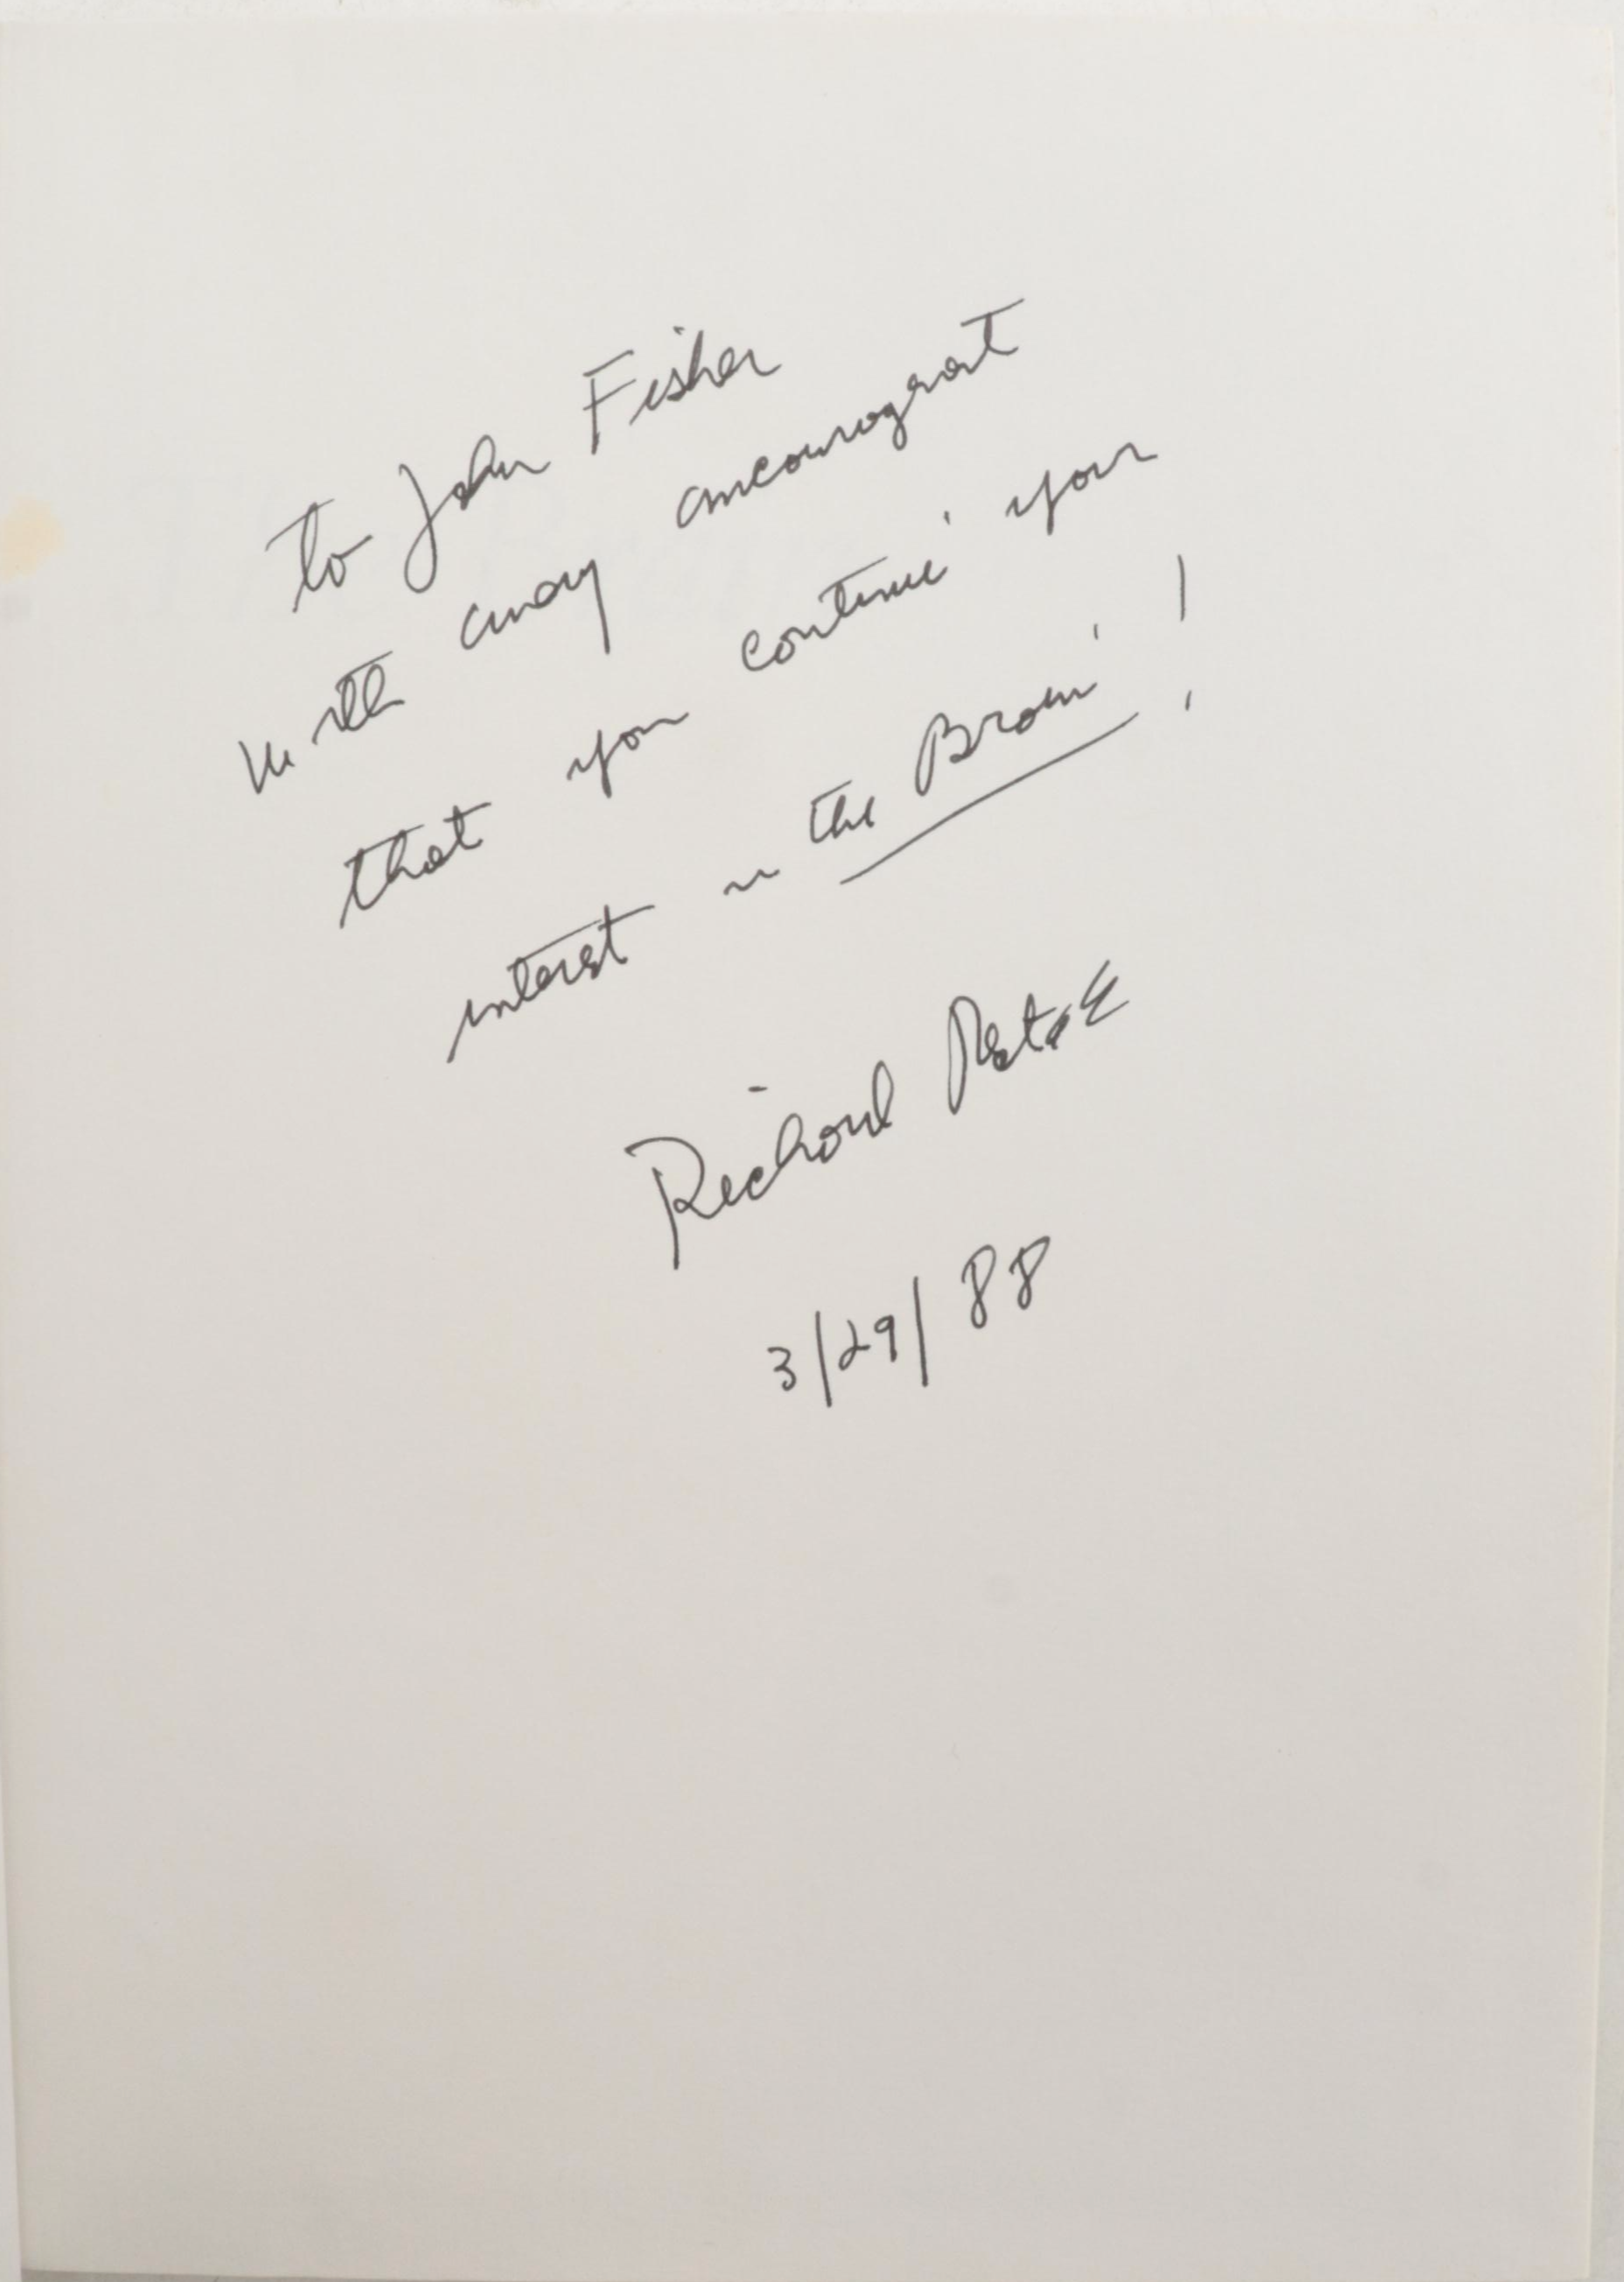 To John Fisher
with every encouragement
that you continue your
interest in the Brain!
Richard Restak
3/29/88